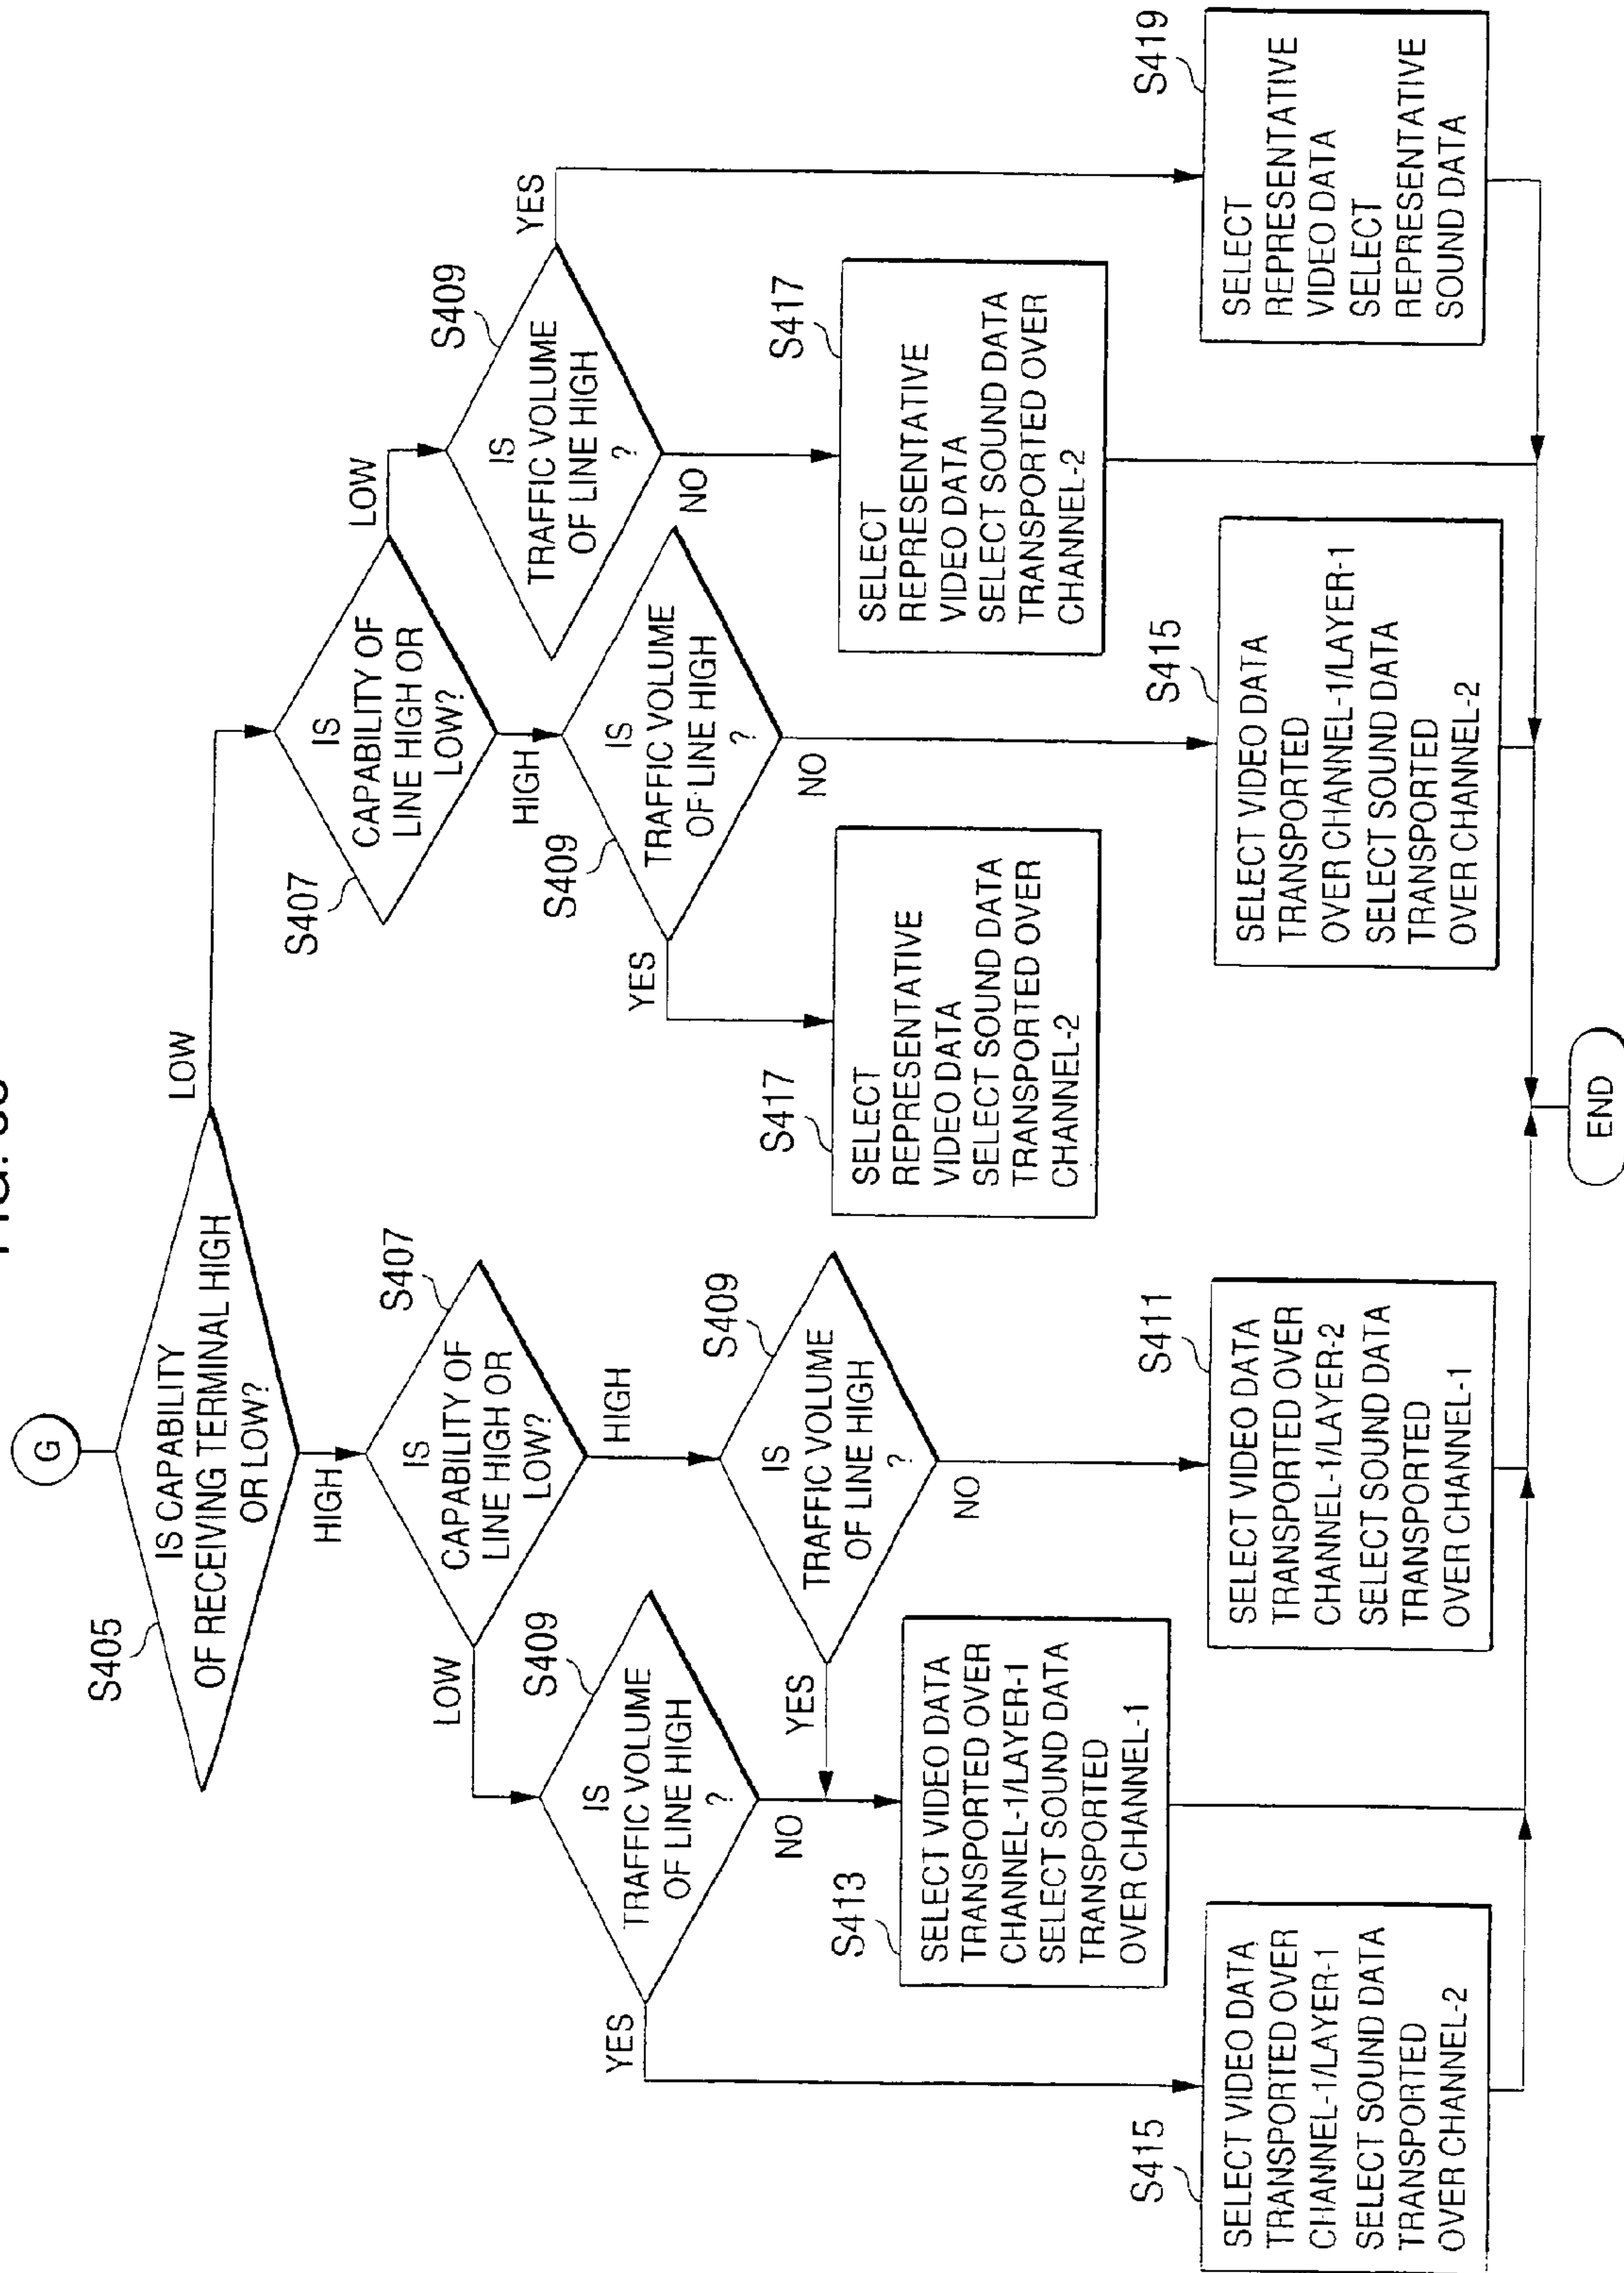 G
S405
IS CAPABILITY
OF RECEIVING TERMINAL HIGH
OR LOW?
LOW
HIGH
S407
IS
CAPABILITY OF
LINE HIGH OR
LOW?
LOW
HIGH
S409
IS
TRAFFIC VOLUME
OF LINE HIGH
?
YES
NO
S409
IS
TRAFFIC VOLUME
OF LINE HIGH
?
YES
NO
S415
SELECT VIDEO DATA
TRANSPORTED OVER
CHANNEL-1/LAYER-1
SELECT SOUND DATA
TRANSPORTED
OVER CHANNEL-2
S413
SELECT VIDEO DATA
TRANSPORTED OVER
CHANNEL-1/LAYER-1
SELECT SOUND DATA
TRANSPORTED
OVER CHANNEL-1
S411
SELECT VIDEO DATA
TRANSPORTED OVER
CHANNEL-1/LAYER-2
SELECT SOUND DATA
TRANSPORTED
OVER CHANNEL-1
S407
IS
CAPABILITY OF
LINE HIGH OR
LOW?
LOW
HIGH
S409
IS
TRAFFIC VOLUME
OF LINE HIGH
?
YES
NO
S409
IS
TRAFFIC VOLUME
OF LINE HIGH
?
YES
NO
S417
SELECT
REPRESENTATIVE
VIDEO DATA
SELECT SOUND DATA
TRANSPORTED OVER
CHANNEL-2
S417
SELECT
REPRESENTATIVE
VIDEO DATA
SELECT SOUND DATA
TRANSPORTED OVER
CHANNEL-2
S415
SELECT VIDEO DATA
TRANSPORTED
OVER CHANNEL-1/LAYER-1
SELECT SOUND DATA
TRANSPORTED
OVER CHANNEL-2
S419
SELECT
REPRESENTATIVE
VIDEO DATA
SELECT
REPRESENTATIVE
SOUND DATA
END